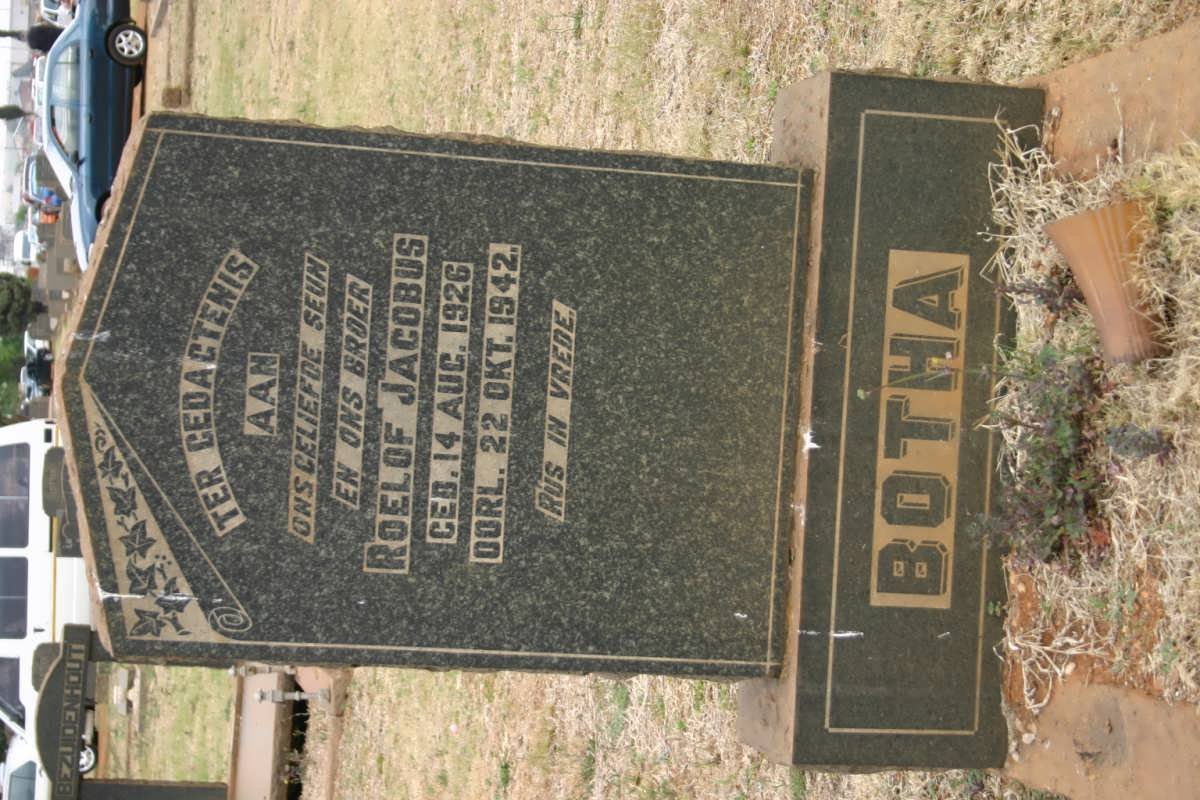 TER GEDAGTENIS
AAN
ONS GELIEFDE SEUN
EN ONS BROER
ROELOF JACOBUS
GEB. 14 AUG. 1926
OORL. 22 OKT. 1942.
RUS IN VREDE
BOTHA
BEZUIDENHOUT